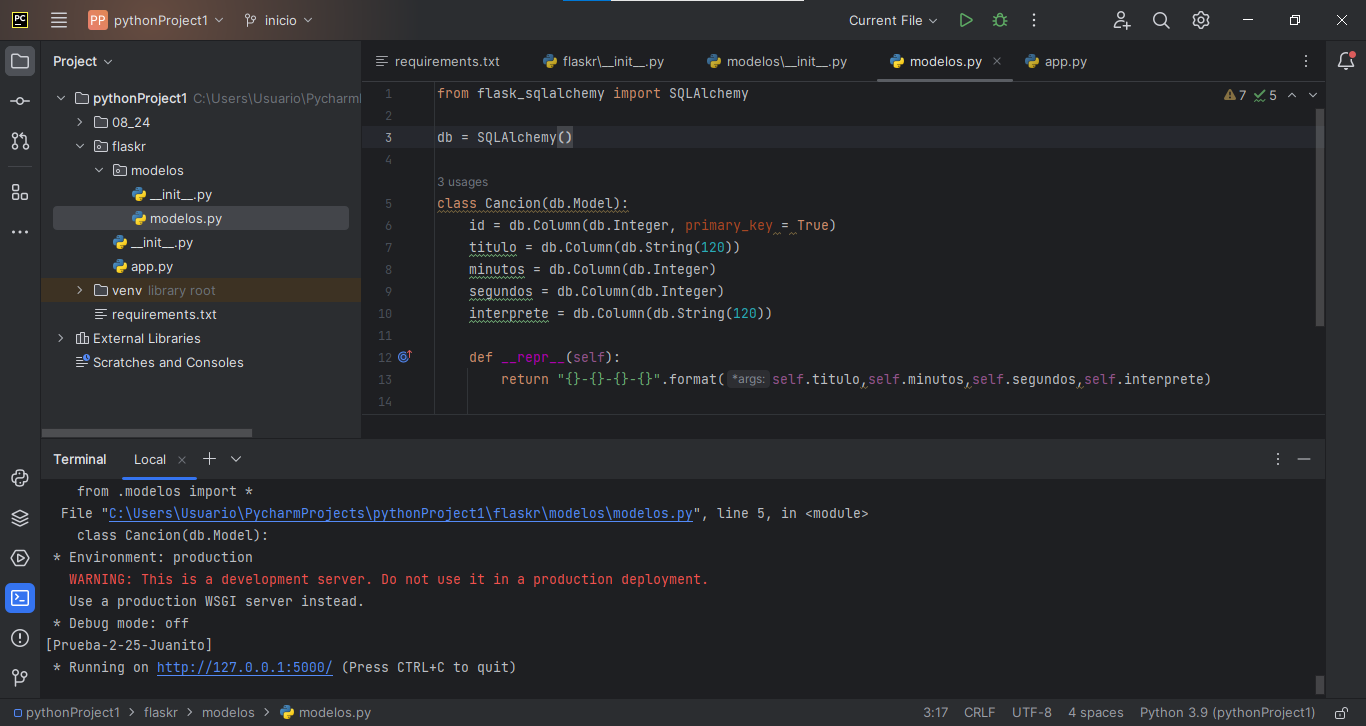 PC
PP pythonProject1
inicio
Current File
Project
requirements.txt
flaskr\__init__.py
modelos\__init__.py
modelos.py
app.py
pythonProject1 C:\Users\Usuario\Pycharm
08_24
flaskr
modelos
__init__.py
modelos.py
__init__.py
app.py
venv library root
requirements.txt
External Libraries
Scratches and Consoles
7 5
1 from flask_sqlalchemy import SQLAlchemy
2
3 db = SQLAlchemy()
4
3 usages
5 class Cancion(db.Model):
6 id = db.Column(db.Integer, primary_key = True)
7 titulo = db.Column(db.String(120))
8 minutos = db.Column(db.Integer)
9 segundos = db.Column(db.Integer)
10 interprete = db.Column(db.String(120))
11
12 def __repr__(self):
13 return "{}-{}-{}-{}".format( *args: self.titulo,self.minutos,self.segundos,self.interprete)
14
Terminal
Local
from .modelos import *
File "C:\Users\Usuario\PycharmProjects\pythonProject1\flaskr\modelos\modelos.py", line 5, in <module>
class Cancion(db.Model):
* Environment: production
WARNING: This is a development server. Do not use it in a production deployment.
Use a production WSGI server instead.
* Debug mode: off
[Prueba-2-25-Juanito]
* Running on http://127.0.0.1:5000/ (Press CTRL+C to quit)
pythonProject1 > flaskr > modelos > modelos.py
3:17 CRLF UTF-8 4 spaces Python 3.9 (pythonProject1)